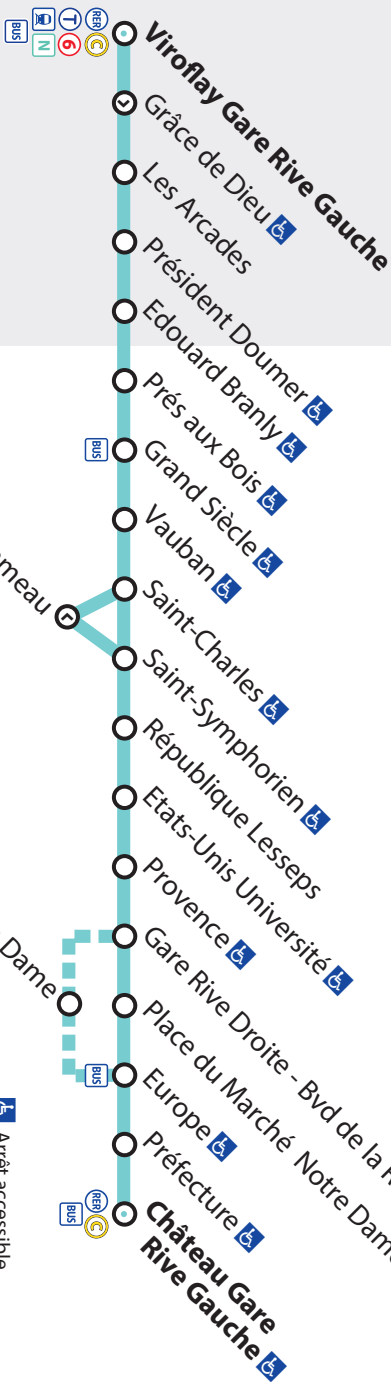 RER C
T 6
N
BUS
Viroflay Gare Rive Gauche
Grâce de Dieu
Les Arcades
Président Doumer
Edouard Branly
Prés aux Bois
BUS
Grand Siècle
Vauban
Saint-Charles
Saint-Symphorien
République Lesseps
Etats-Unis Université
Provence
Gare Rive Droite - Bvd de la
Dame
Place du Marché Notre Dame
BUS
Europe
Préfecture
RER C
BUS
Château Gare
Rive Gauche
Arrêt accessible